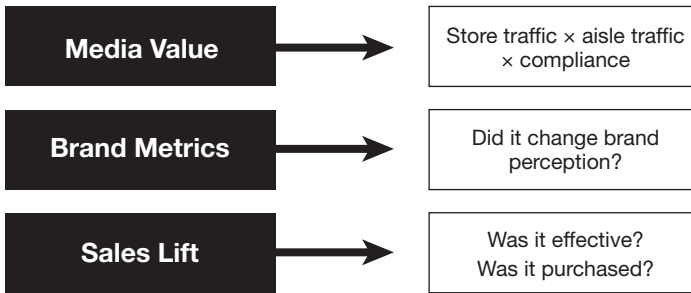 Media Value
Store traffic × aisle traffic
× compliance
Brand Metrics
Did it change brand
perception?
Sales Lift
Was it effective?
Was it purchased?